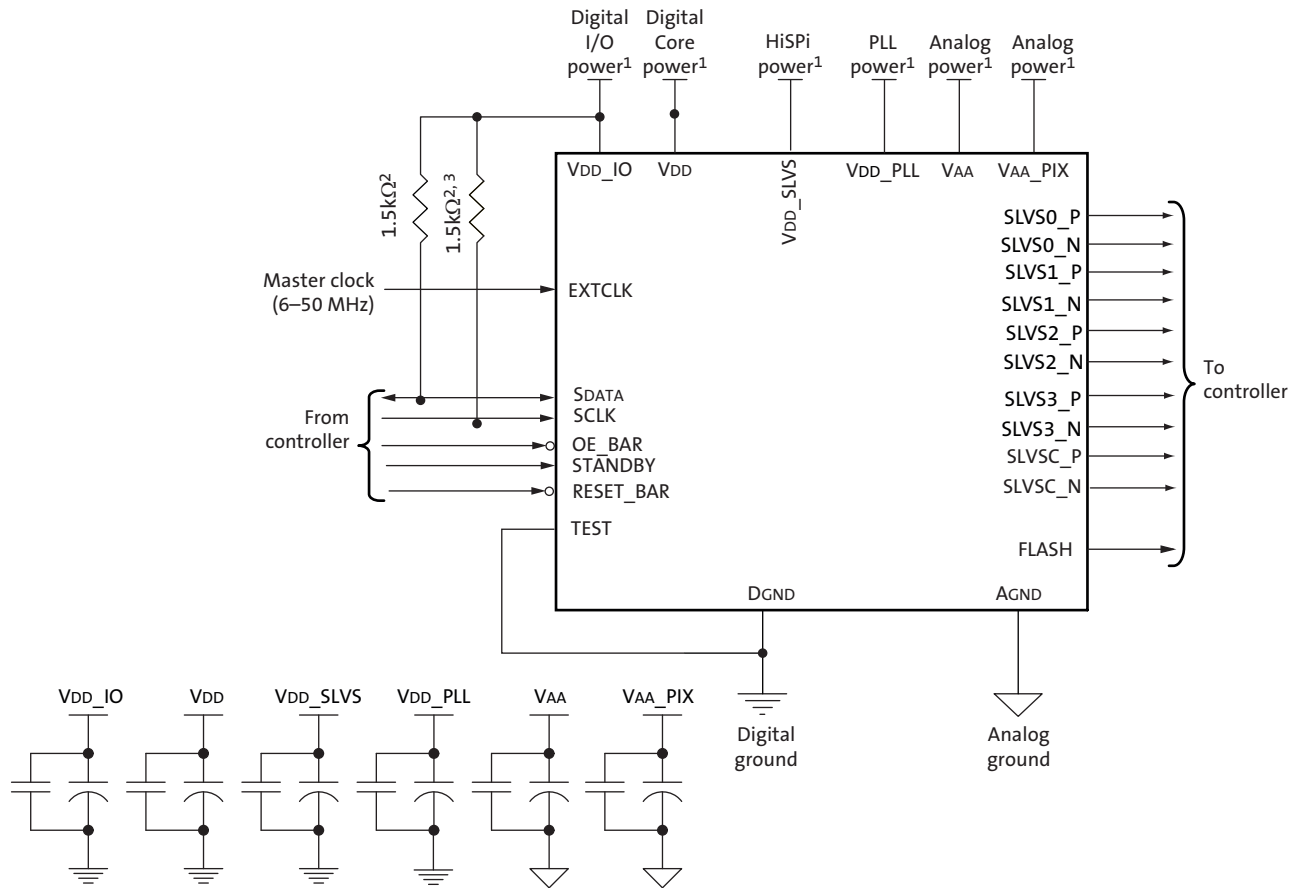 Digital
I/O
power1
Digital
Core
power1
HiSPi
power1
PLL
power1
Analog
power1
Analog
power1
VDD_IO
VDD
VDD_SLVS
VDD_PLL
VAA
VAA_PIX
1.5kΩ2
1.5kΩ2, 3
Master clock
(6–50 MHz)
EXTCLK
From
controller
SDATA
SCLK
OE_BAR
STANDBY
RESET_BAR
TEST
SLVS0_P
SLVS0_N
SLVS1_P
SLVS1_N
SLVS2_P
SLVS2_N
SLVS3_P
SLVS3_N
SLVSC_P
SLVSC_N
FLASH
To
controller
DGND
AGND
Digital
ground
Analog
ground
VDD_IO
VDD
VDD_SLVS
VDD_PLL
VAA
VAA_PIX